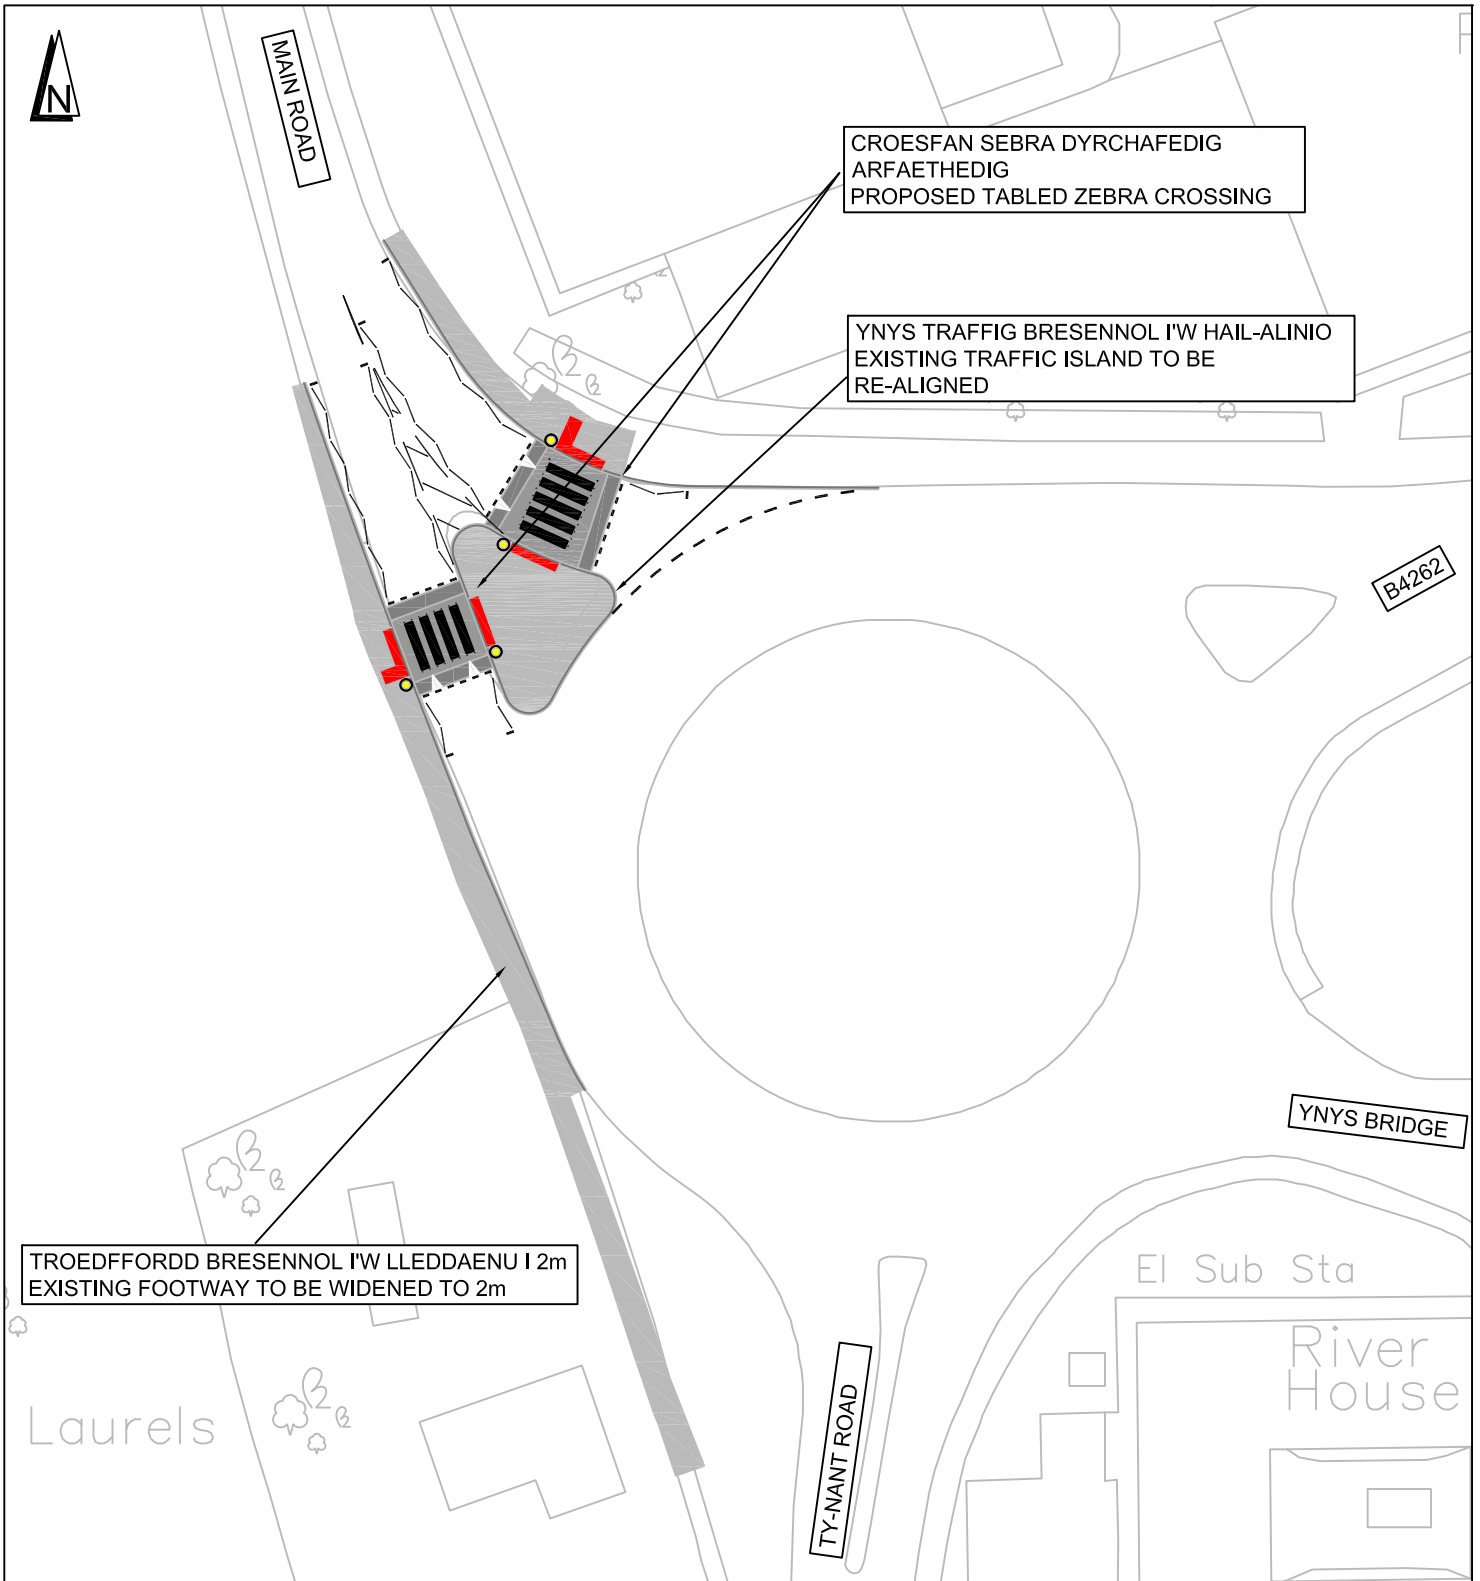 N
MAIN ROAD
CROESFAN SEBRA DYRCHAFEDIG
ARFAETHEDIG
PROPOSED TABLED ZEBRA CROSSING
YNYS TRAFFIG BRESENNOL I'W HAIL-ALINIO
EXISTING TRAFFIC ISLAND TO BE
RE-ALIGNED
B4262
YNYS BRIDGE
TROEDFFORDD BRESENNOL I'W LLEDDAENU I 2m
EXISTING FOOTWAY TO BE WIDENED TO 2m
El Sub Sta
River
House
Laurels
TY-NANT ROAD